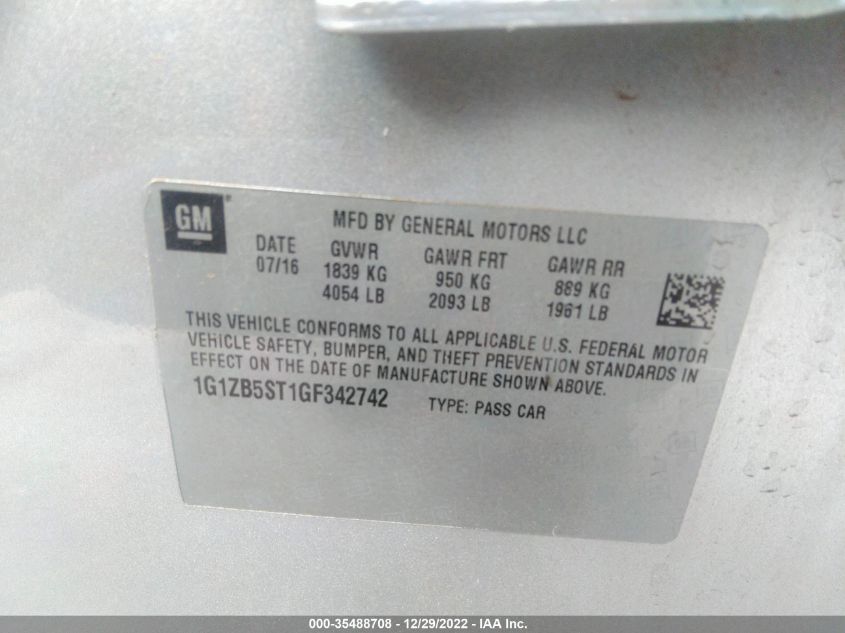 GM®
MFD BY GENERAL MOTORS LLC
DATE GVWR GAWR FRT GAWR RR
07/16 1839 KG 950 KG 889 KG
4054 LB 2093 LB 1961 LB
THIS VEHICLE CONFORMS TO ALL APPLICABLE U.S. FEDERAL MOTOR
VEHICLE SAFETY, BUMPER, AND THEFT PREVENTION STANDARDS IN
EFFECT ON THE DATE OF MANUFACTURE SHOWN ABOVE.
1G1ZB5ST1GF342742 TYPE: PASS CAR
000-35488708 - 12/29/2022 - IAA Inc.